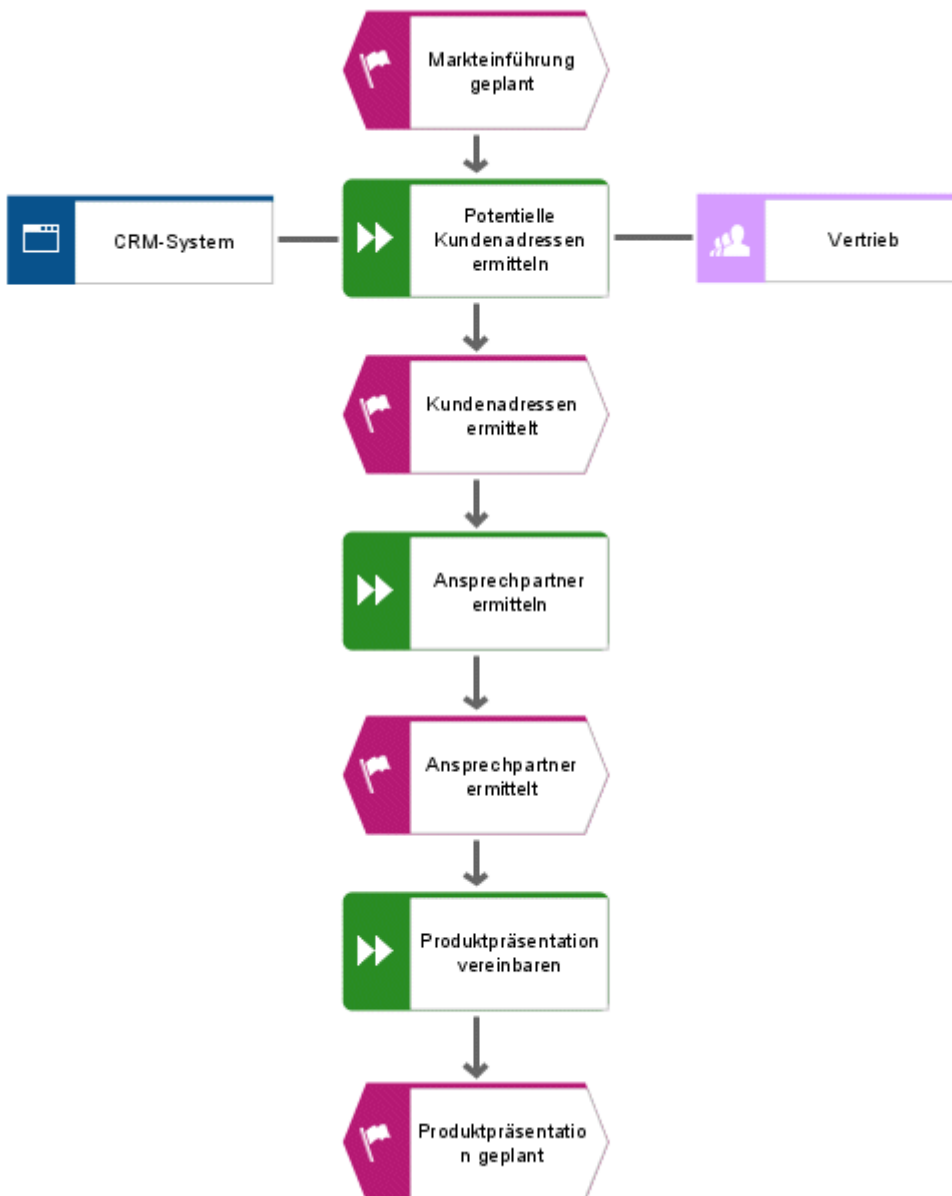 Markteinführung
geplant
CRM-System
Potentielle
Kundenadressen
ermitteln
Vertrieb
Kundenadressen
ermittelt
Ansprechpartner
ermitteln
Ansprechpartner
ermittelt
Produktpräsentation
vereinbaren
Produktpräsentatio
n geplant